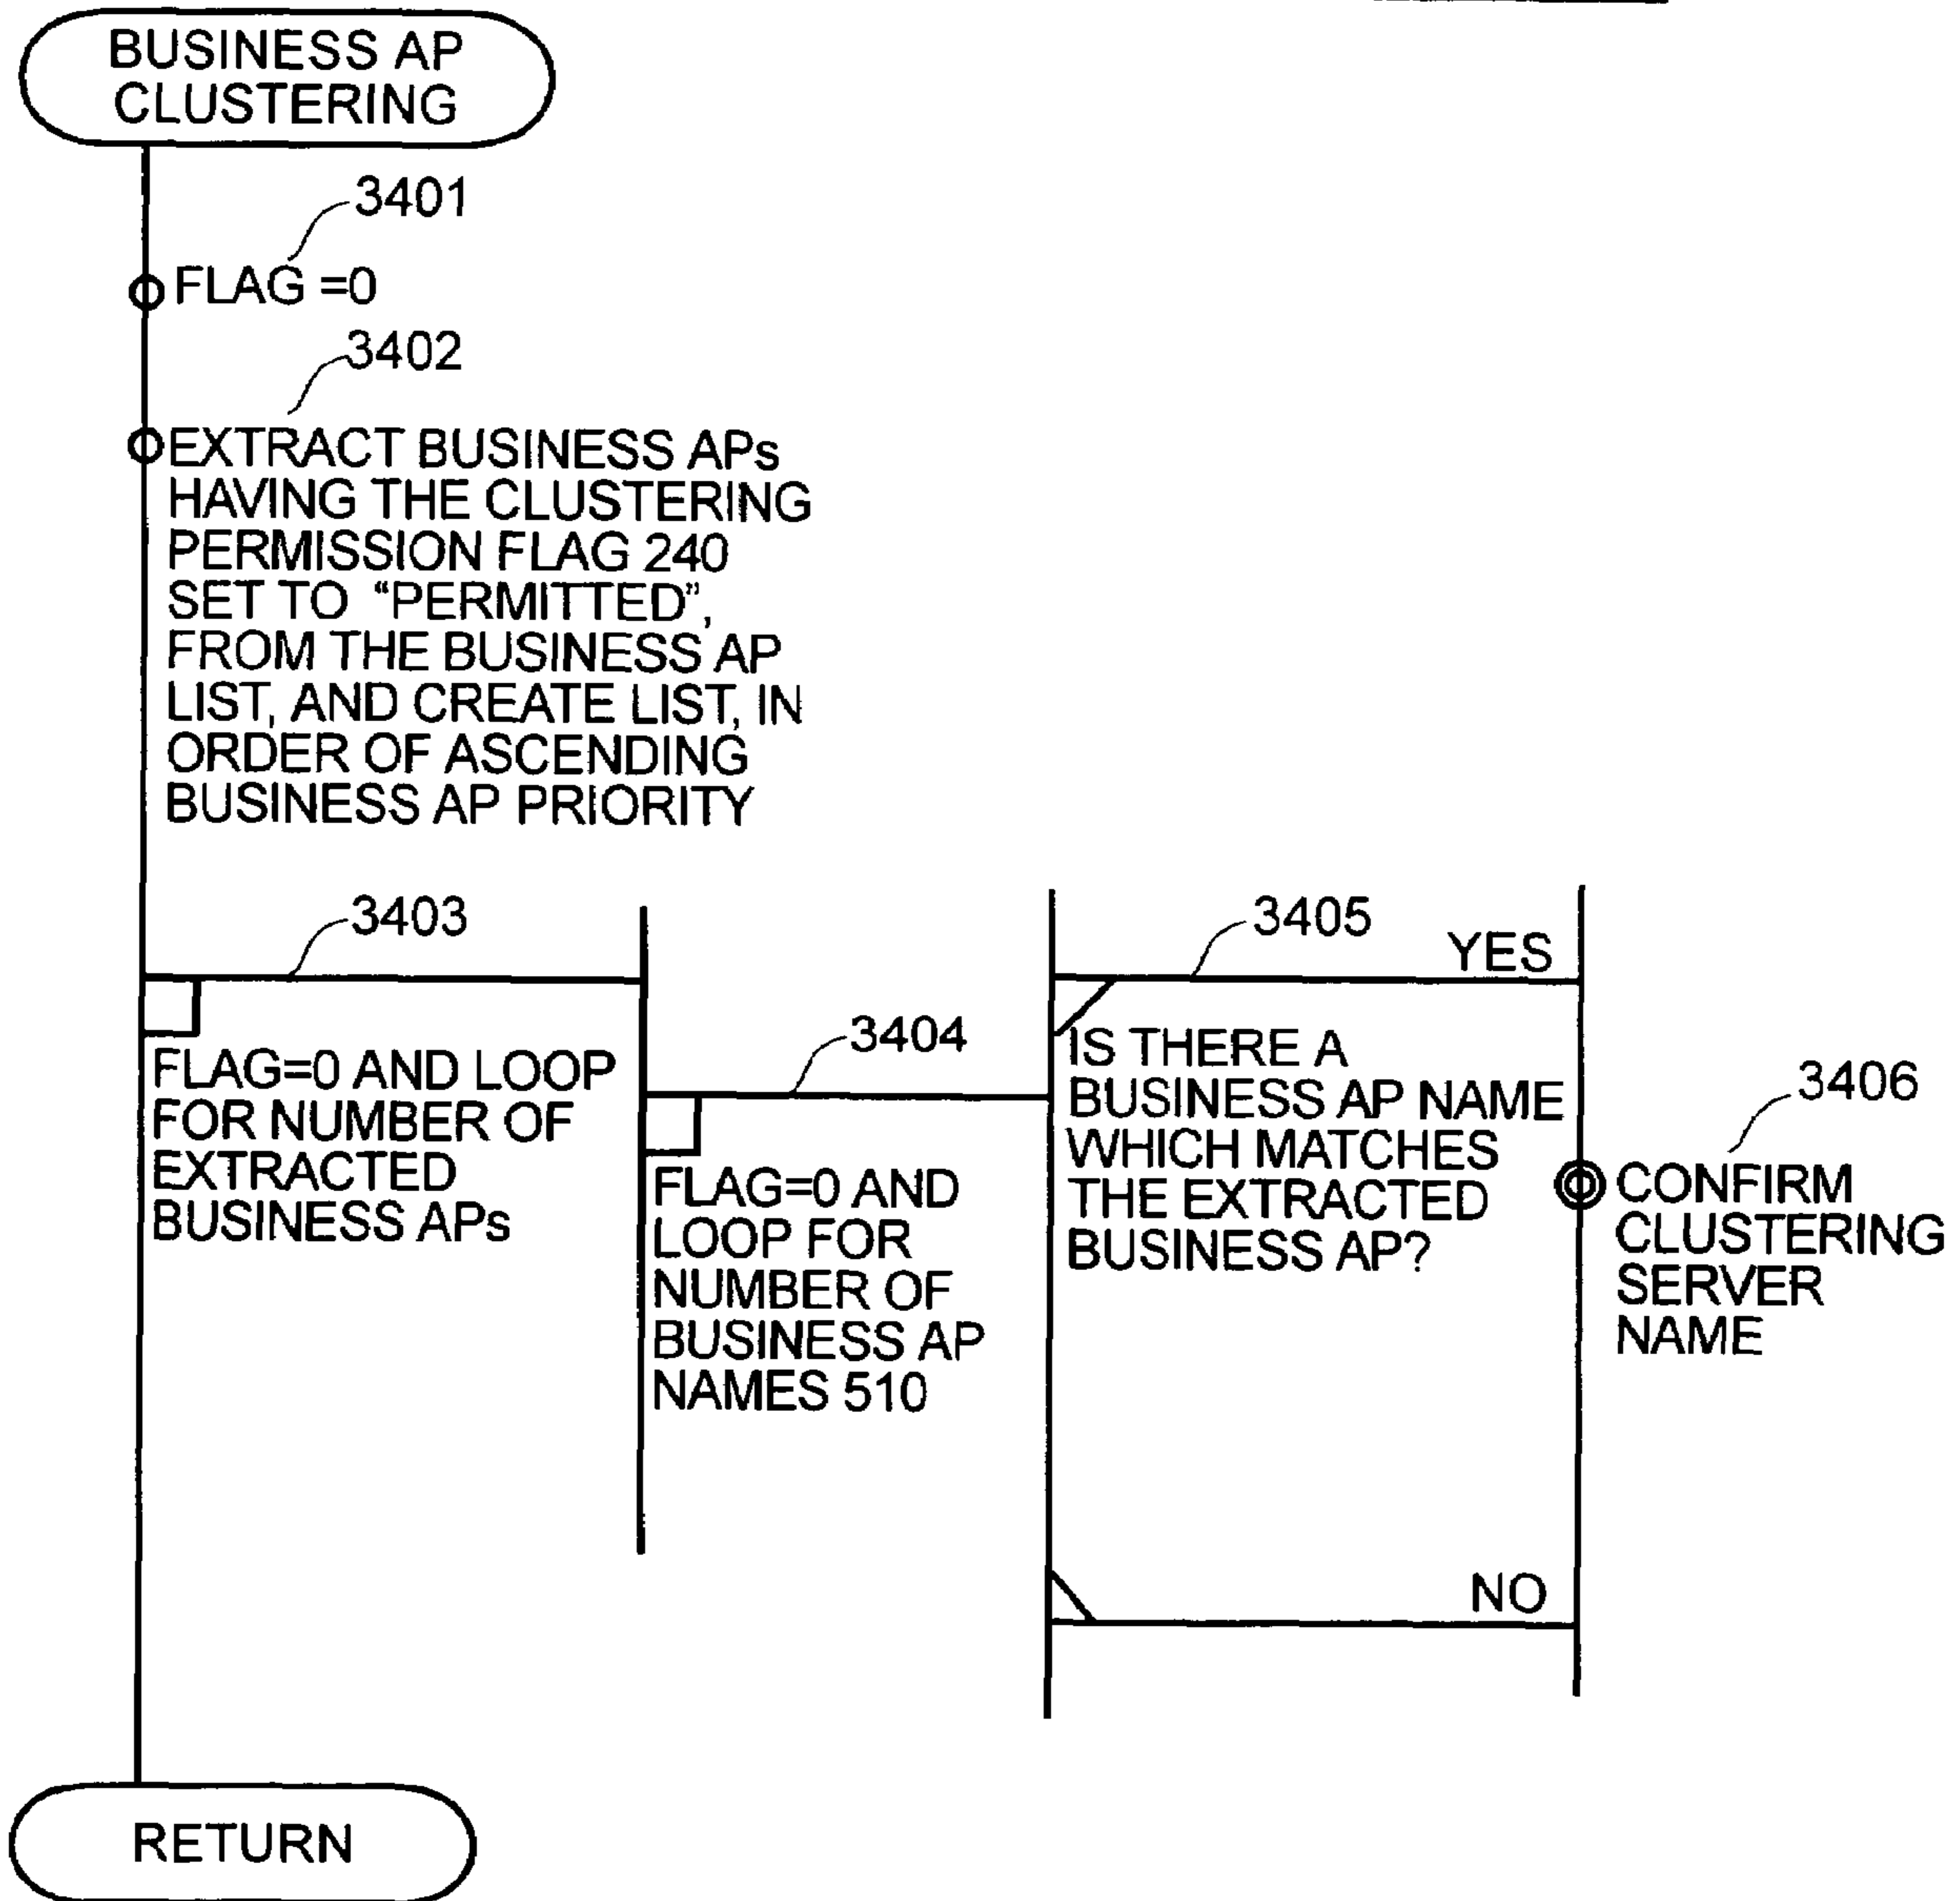 BUSINESS AP
CLUSTERING
3401
FLAG =0
3402
EXTRACT BUSINESS APs
HAVING THE CLUSTERING
PERMISSION FLAG 240
SET TO “PERMITTED”,
FROM THE BUSINESS AP
LIST, AND CREATE LIST, IN
ORDER OF ASCENDING
BUSINESS AP PRIORITY
3403
FLAG=0 AND LOOP
FOR NUMBER OF
EXTRACTED
BUSINESS APs
3404
FLAG=0 AND
LOOP FOR
NUMBER OF
BUSINESS AP
NAMES 510
3405
YES
IS THERE A
BUSINESS AP NAME
WHICH MATCHES
THE EXTRACTED
BUSINESS AP?
NO
3406
CONFIRM
CLUSTERING
SERVER
NAME
RETURN